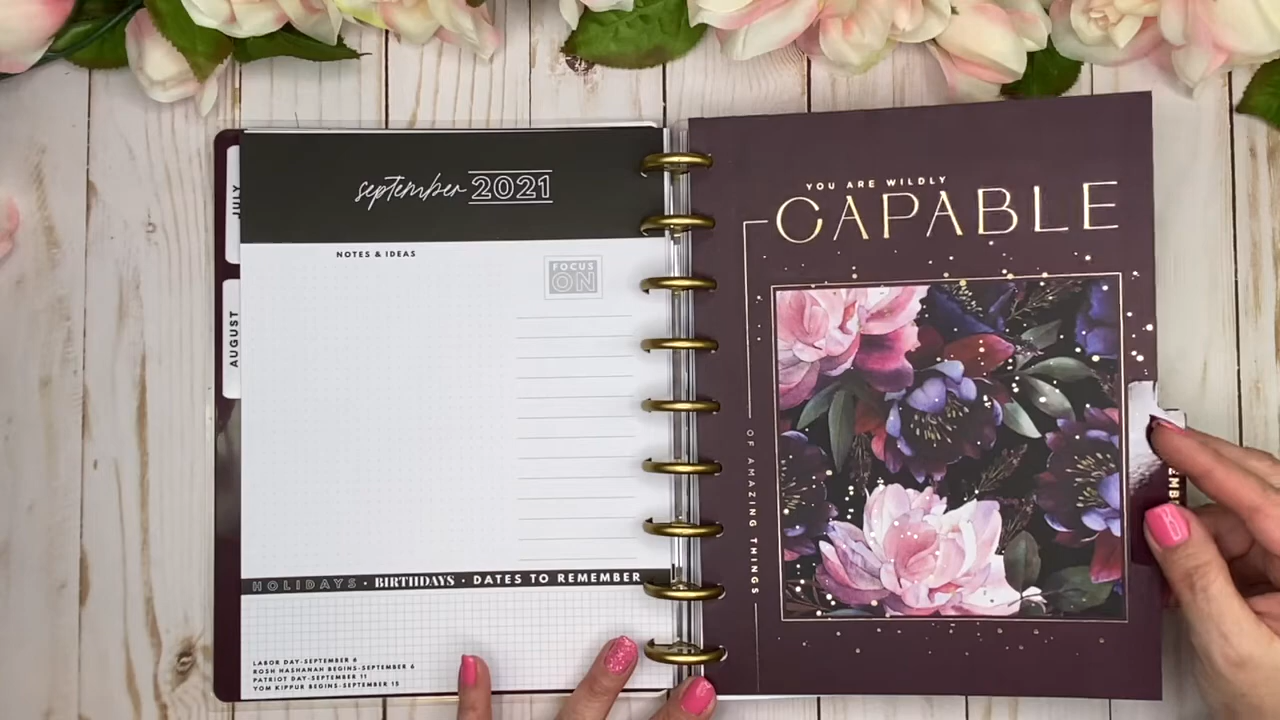 JULY
AUGUST
september 2021
NOTES & IDEAS
FOCUS
ON
HOLIDAYS · BIRTHDAYS · DATES TO REMEMBER
LABOR DAY-SEPTEMBER 6
ROSH HASHANAH BEGINS-SEPTEMBER 6
PATRIOT DAY-SEPTEMBER 11
YOM KIPPUR BEGINS-SEPTEMBER 15
YOU ARE WILDLY
CAPABLE
OF AMAZING THINGS